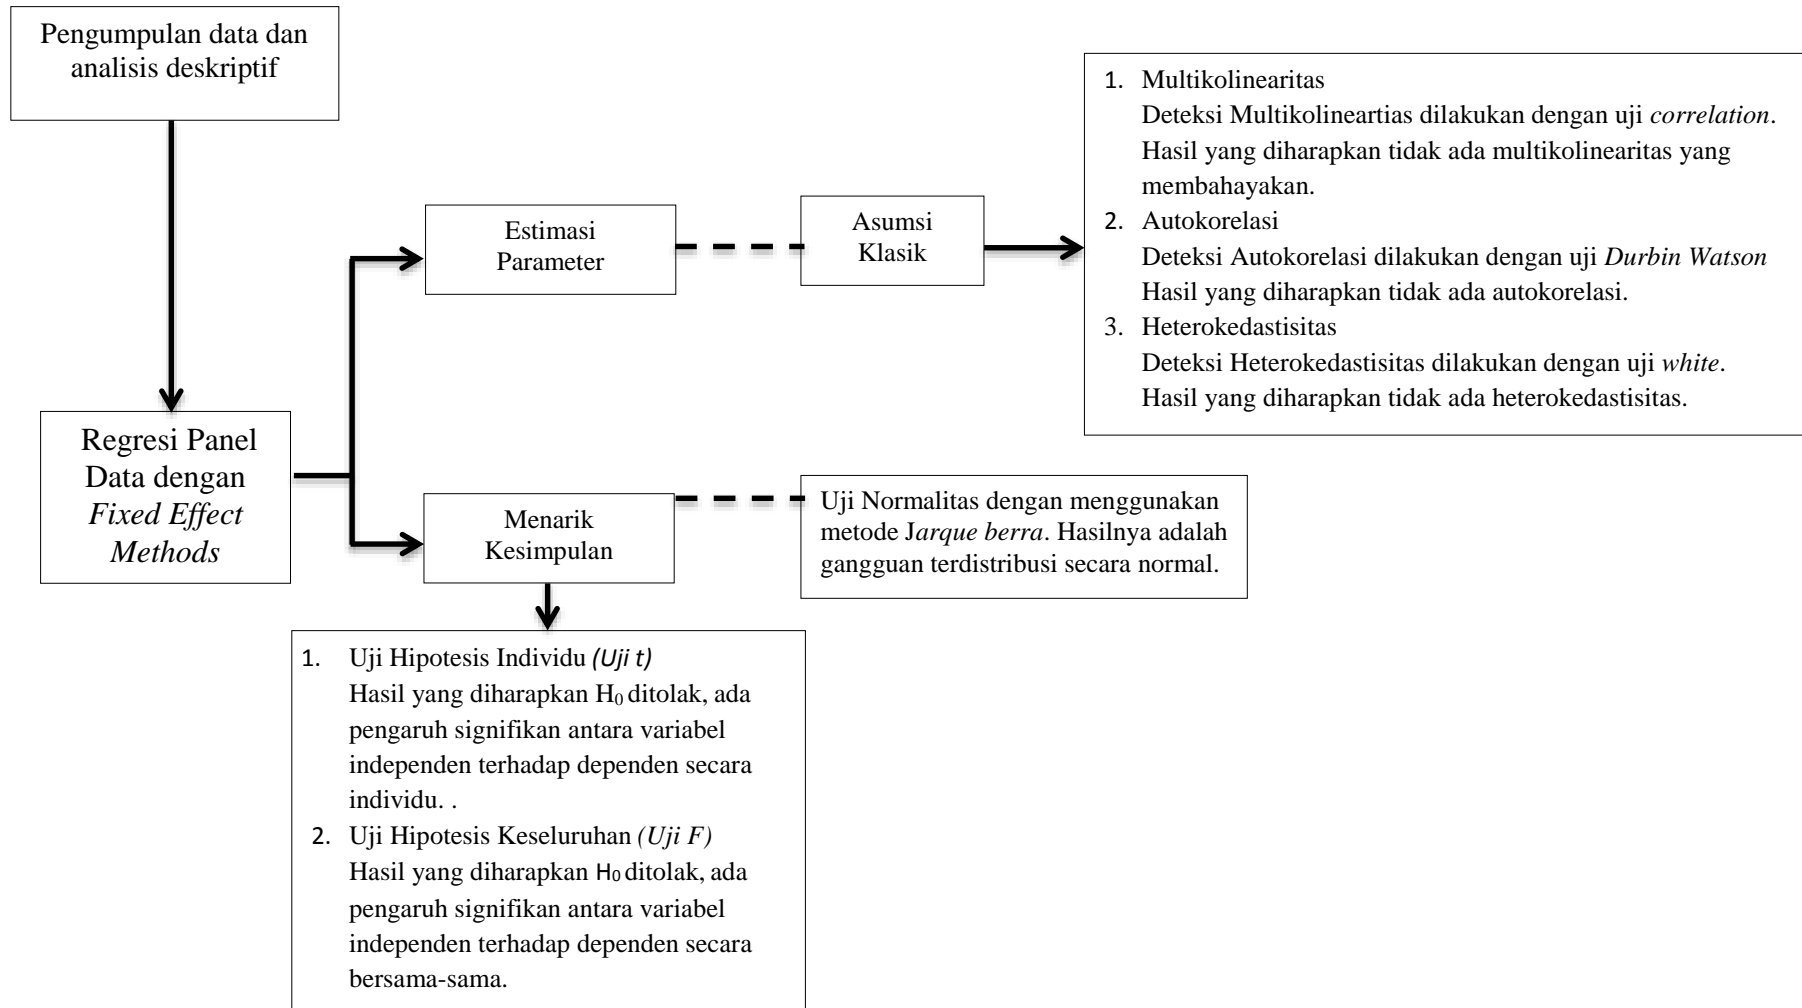 Pengumpulan data dan
analisis deskriptif
1. Multikolinearitas
Deteksi Multikolineartias dilakukan dengan uji correlation.
Hasil yang diharapkan tidak ada multikolinearitas yang
membahayakan.
2. Autokorelasi
Deteksi Autokorelasi dilakukan dengan uji Durbin Watson
Hasil yang diharapkan tidak ada autokorelasi.
3. Heterokedastisitas
Deteksi Heterokedastisitas dilakukan dengan uji white.
Hasil yang diharapkan tidak ada heterokedastisitas.
Estimasi
Parameter
Asumsi
Klasik
Regresi Panel
Data dengan
Fixed Effect
Methods
Menarik
Kesimpulan
Uji Normalitas dengan menggunakan
metode Jarque berra. Hasilnya adalah
gangguan terdistribusi secara normal.
1. Uji Hipotesis Individu (Uji t)
Hasil yang diharapkan H₀ ditolak, ada
pengaruh signifikan antara variabel
independen terhadap dependen secara
individu. .
2. Uji Hipotesis Keseluruhan (Uji F)
Hasil yang diharapkan H₀ ditolak, ada
pengaruh signifikan antara variabel
independen terhadap dependen secara
bersama-sama.